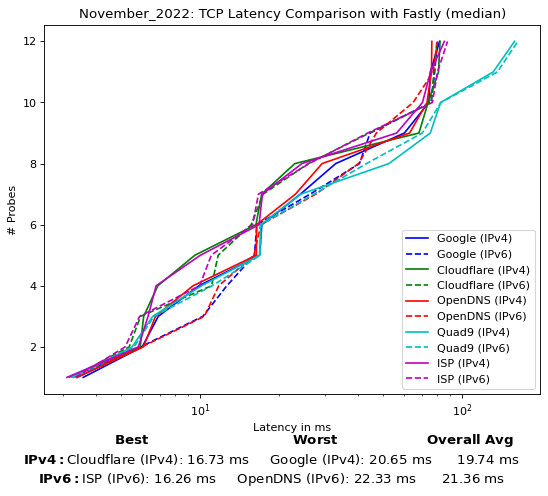 November_2022: TCP Latency Comparison with Fastly (median)
12
10
8
6
4
2
# Probes
Google (IPv4)
Google (IPv6)
Cloudflare (IPv4)
Cloudflare (IPv6)
OpenDNS (IPv4)
OpenDNS (IPv6)
Quad9 (IPv4)
Quad9 (IPv6)
ISP (IPv4)
ISP (IPv6)
10¹ 10²
Latency in ms
Best Worst Overall Avg
IPv4: Cloudflare (IPv4): 16.73 ms Google (IPv4): 20.65 ms 19.74 ms
IPv6: ISP (IPv6): 16.26 ms OpenDNS (IPv6): 22.33 ms 21.36 ms